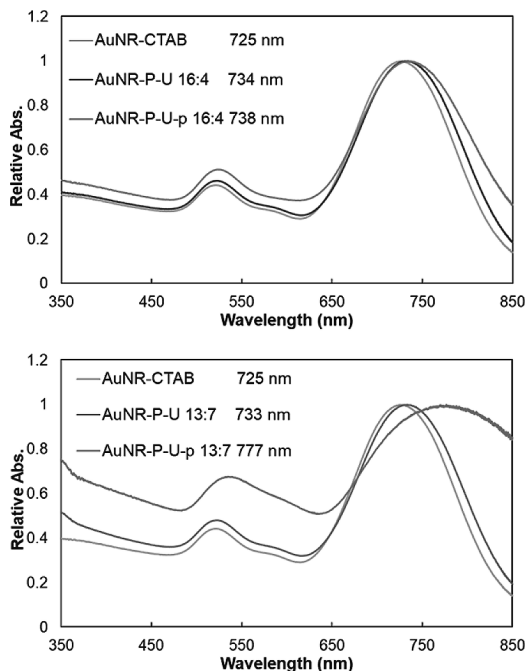 1.2
AuNR-CTAB 725 nm
1
AuNR-P-U 16:4 734 nm
0.8
AuNR-P-U-p 16:4 738 nm
Relative Abs.
0.6
0.4
0.2
0
350 450 550 650 750 850
Wavelength (nm)
1.2
AuNR-CTAB 725 nm
1
AuNR-P-U 13:7 733 nm
0.8
AuNR-P-U-p 13:7 777 nm
Relative Abs.
0.6
0.4
0.2
0
350 450 550 650 750 850
Wavelength (nm)